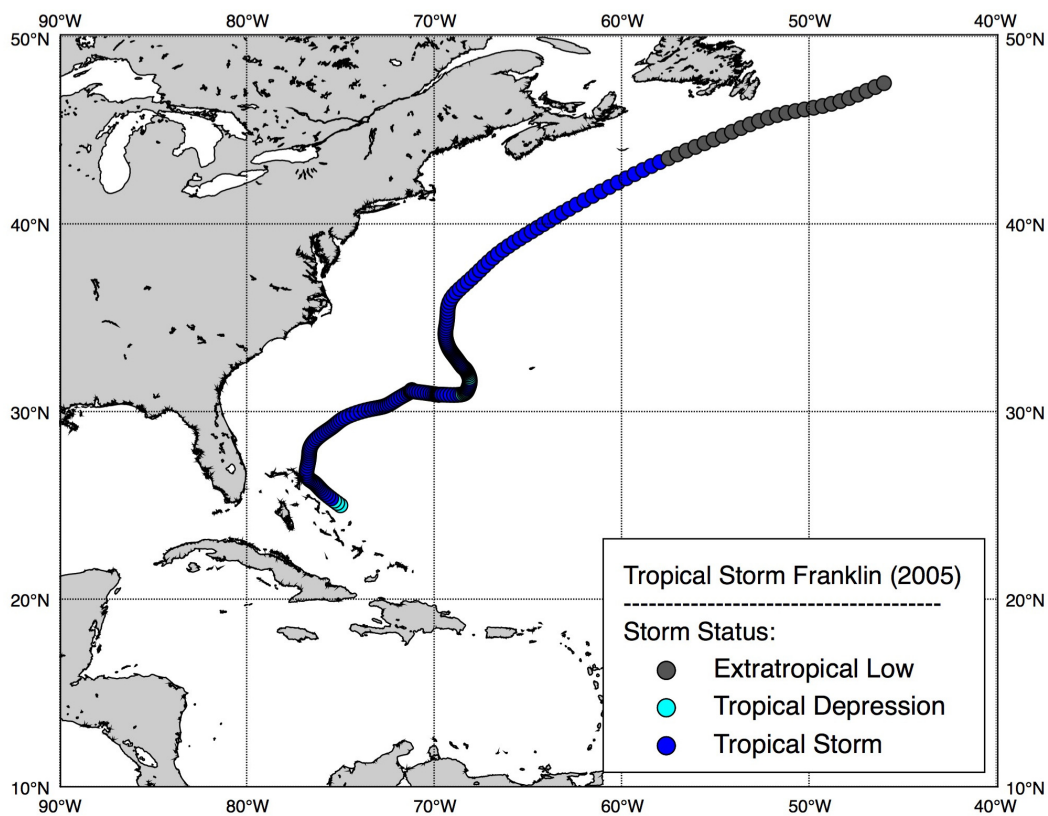 90°W 80°W 70°W 60°W 50°W 40°W
50°N 50°N
40°N 40°N
30°N 30°N
20°N 20°N
10°N 10°N
90°W 80°W 70°W 60°W 50°W 40°W
Tropical Storm Franklin (2005)
--------------------------------------
Storm Status:
Extratropical Low
Tropical Depression
Tropical Storm